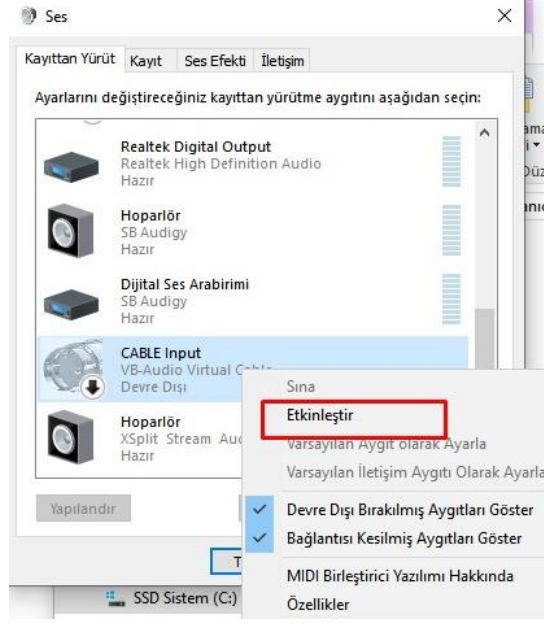 Ses
Kayıttan Yürüt Kayıt Ses Efekti İletişim
Ayarlarını değiştireceğiniz kayıttan yürütme aygıtını aşağıdan seçin:
Realtek Digital Output
Realtek High Definition Audio
Hazır
Hoparlör
SB Audigy
Hazır
Dijital Ses Arabirimi
SB Audigy
Hazır
CABLE Input
VB-Audio Virtual Cable
Devre Dışı
Hoparlör
XSplit Stream
Hazır
Yapılandır
Sına
Etkinleştir
Varsayılan Aygıt olarak Ayarla
Varsayılan İletişim Aygıtı Olarak Ayarla
Devre Dışı Bırakılmış Aygıtları Göster
Bağlantısı Kesilmiş Aygıtları Göster
MIDI Birleştirici Yazılımı Hakkında
Özellikler
SSD Sistem (C:)